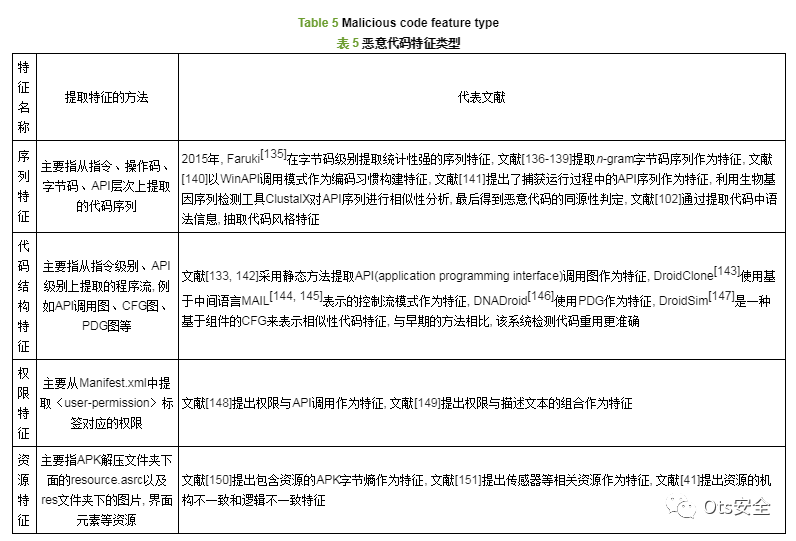 Table 5 Malicious code feature type
表 5 恶意代码特征类型
特
征
名
称
提取特征的方法
代表文献
序
列
特
征
主要指从指令、操作码、
字节码、API层次上提取
的代码序列
2015年, Faruki[135]在字节码级别提取统计性强的序列特征, 文献[136-139]提取n-gram字节码序列作为特征, 文献
[140]以WinAPI调用模式作为编码习惯构建特征, 文献[141]提出了捕获运行过程中的API序列作为特征, 利用生物基
因序列检测工具ClustalX对API序列进行相似性分析, 最后得到恶意代码的同源性判定, 文献[102]通过提取代码中语
法信息, 抽取代码风格特征
代
码
结
构
特
征
主要指从指令级别、API
级别上提取的程序流, 例
如API调用图、CFG图、
PDG图等
文献[133, 142]采用静态方法提取API(application programming interface)调用图作为特征, DroidClone[143]使用基
于中间语言MAIL[144, 145]表示的控制流模式作为特征, DNADroid[146]使用PDG作为特征, DroidSim[147]是一种
基于组件的CFG来表示相似性代码特征, 与早期的方法相比, 该系统检测代码重用更准确
权
限
特
征
主要从Manifest.xml中提
取〈user-permission〉标
签对应的权限
文献[148]提出权限与API调用作为特征, 文献[149]提出权限与描述文本的组合作为特征
资
源
特
征
主要指APK解压文件夹下
面的resource.asrc以及
res文件夹下的图片, 界面
元素等资源
文献[150]提出包含资源的APK字节熵作为特征, 文献[151]提出传感器等相关资源作为特征, 文献[41]提出资源的机
构不一致和逻辑不一致特征
Ots安全